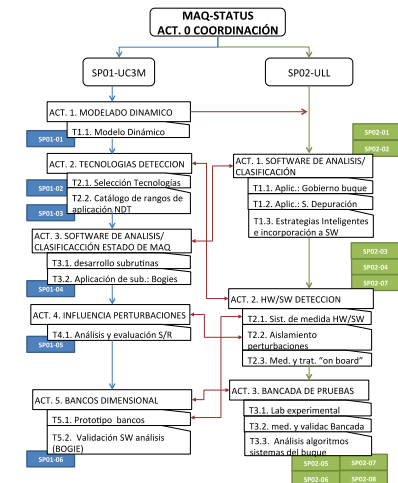 MAQ-STATUS
ACT. 0 COORDINACIÓN
SP01-UC3M
SP02-ULL
ACT. 1. MODELADO DINAMICO
T1.1. Modelo Dinámico
SP01-01
ACT. 2. TECNOLOGIAS DETECCION
T2.1. Selección Tecnologías
SP01-02
T2.2. Catálogo de rangos de
aplicación NDT
SP01-03
ACT. 3. SOFTWARE DE ANALISIS/
CLASIFICACCIÓN ESTADO DE MAQ
T3.1. desarrollo subrutinas
T3.2. Aplicación de sub.: Bogies
SP01-04
ACT. 4. INFLUENCIA PERTURBACIONES
T4.1. Análisis y evaluación S/R
SP01-05
ACT. 5. BANCOS DIMENSIONAL
T5.1. Prototipo bancos
T5.2. Validación SW análisis
(BOGIE)
SP01-06
SP02-01
SP02-02
ACT. 1. SOFTWARE DE ANALISIS/
CLASIFICACIÓN
T1.1. Aplic.: Gobierno buque
T1.2. Aplic.: S. Depuración
T1.3. Estrategias Inteligentes
e incorporación a SW
SP02-03
SP02-04
SP02-07
ACT. 2. HW/SW DETECCION
T2.1. Sist. de medida HW/SW
T2.2. Aislamiento
perturbaciones
T2.3. Med. y trat. “on board”
ACT. 3. BANCADA DE PRUEBAS
T3.1. Lab experimental
T3.2. med. y validac Bancada
T3.3. Análisis algoritmos
sistemas del buque
SP02-05 SP02-07
SP02-06 SP02-08